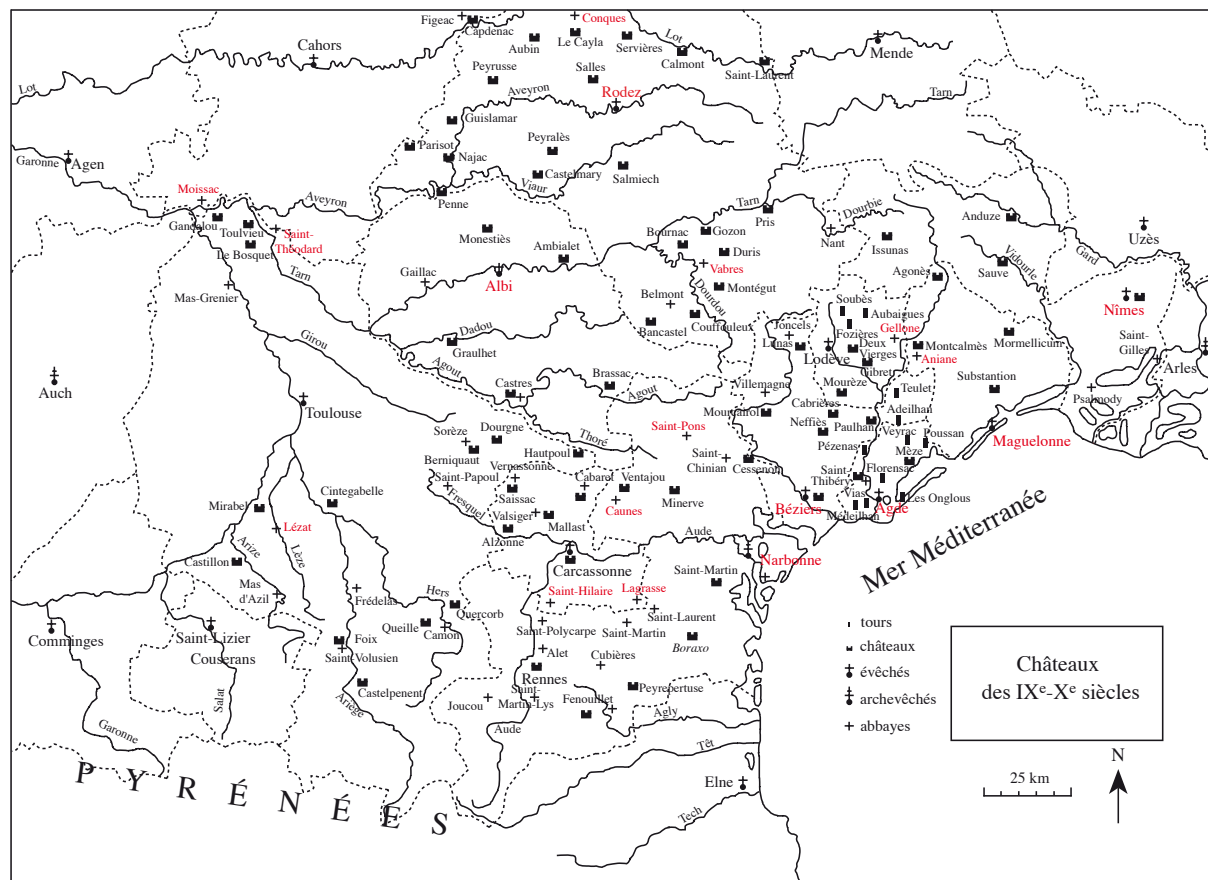 Figeac
Capdenac
Conques
Aubin
Le Cayla
Servières
Lot
Calmont
Saint-Laurent
Mende
Cahors
Peyrusse
Salles
Rodez
Aveyron
Tarn
Lot
Guislamar
Parisot
Najac
Peyralès
Castelmary
Salmiech
Viaur
Penne
Garonne
Agen
Moissac
Aveyron
Gandalou
Toulvieu
Saint-
Théodard
Le Bosquet
Tarn
Mas-Grenier
Monestiès
Ambialet
Gaillac
Albi
Tarn
Pris
Dourbie
Nant
Issunas
Bournac
Gozon
Duris
Vabres
Montégut
Dourdou
Belmont
Bancastel
Couffouleux
Anduze
Uzès
Gard
Vidourle
Sauve
Agonès
Nîmes
Saint-
Gilles
Arles
Psalmody
Soubès
Aubaigues
Gellone
Joncels
Lunas
Fozières
Lodève
Deux
Vierges
Gibret
Montcalmès
Aniane
Mormellicum
Substantion
Girou
Dadou
Graulhet
Agout
Castres
Brassac
Agout
Thoré
Auch
Toulouse
Villemagne
Mourcairol
Mourèze
Cabrières
Neffiès
Paulhan
Teulet
Adeilhan
Veyrac
Poussan
Mèze
Maguelonne
Saint-Pons
Saint-
Chinian
Cessenon
Pézenas
Saint-
Thibéry
Florensac
Vias
Médeilhan
Agde
Les Onglous
Béziers
Sorèze
Dourgne
Berniquaut
Hautpoul
Vernassonne
Saint-Papoul
Saissac
Cabaret
Ventajou
Minerve
Caunes
Fresquel
Valsiger
Mallast
Alzonne
Aude
Mirabel
Cintegabelle
Lézat
Arize
Lèze
Castillon
Mas
d'Azil
Carcassonne
Narbonne
Saint-Martin
Mer Méditerranée
Saint-Hilaire
Lagrasse
Saint-Laurent
Saint-Polycarpe
Saint-Martin
Boraxo
Frédelas
Hers
Quercorb
Queille
Camon
Comminges
Saint-Lizier
Couserans
Foix
Saint-Volusien
Castelpenent
Alet
Cubières
Rennes
Peyrepertuse
Joucou
Saint-
Martin-Lys
Fenouillet
Agly
Aude
Salat
Ariège
Garonne
Têt
Elne
Tech
PYRÉNÉES
tours
châteaux
évêchés
archevêchés
abbayes
Châteaux
des IXe-Xe siècles
25 km
N